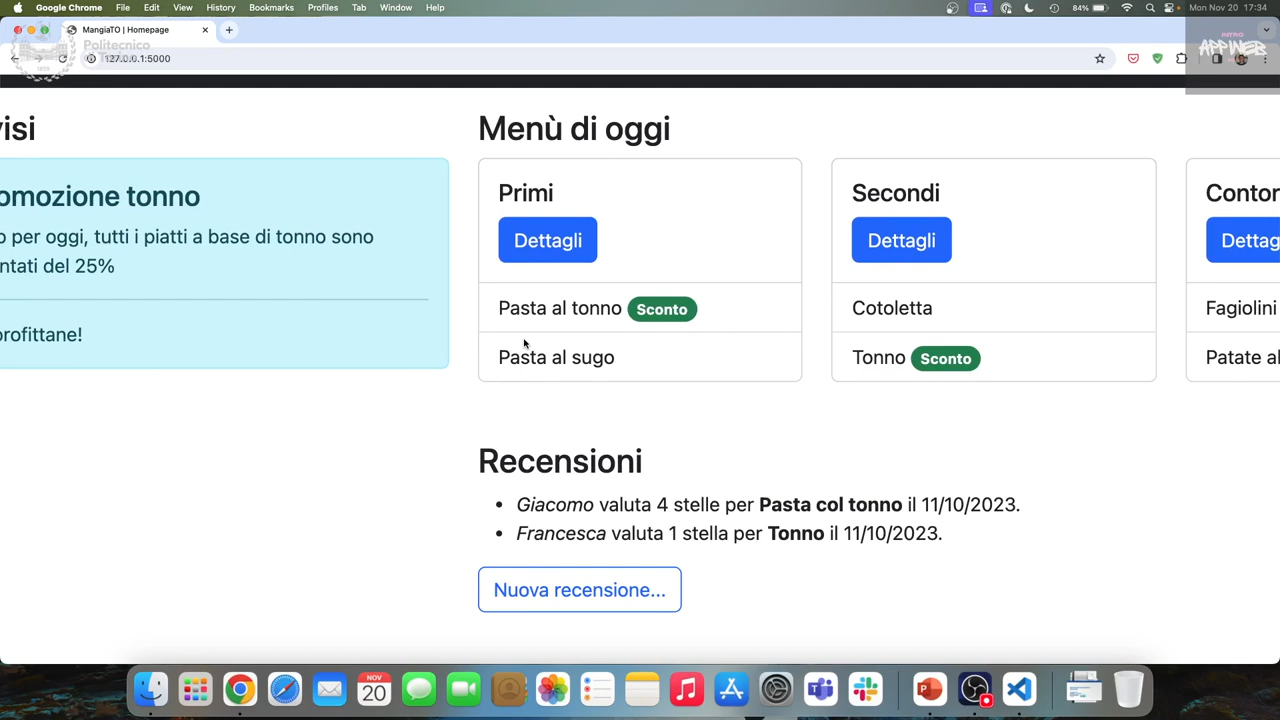 Google Chrome File Edit View History Bookmarks Profiles Tab Window Help
84% Mon Nov 20 17:34
MangiaTO | Homepage
Politecnico
INTRO
APPINER
127.0.0.1:5000
visi
Menù di oggi
omozione tonno
o per oggi, tutti i piatti a base di tonno sono
ntati del 25%
profittane!
Primi
Dettagli
Pasta al tonno Sconto
Pasta al sugo
Secondi
Dettagli
Cotoletta
Tonno Sconto
Contor
Dettag
Fagiolini
Patate al
Recensioni
• Giacomo valuta 4 stelle per Pasta col tonno il 11/10/2023.
• Francesca valuta 1 stella per Tonno il 11/10/2023.
Nuova recensione...
NOV
20